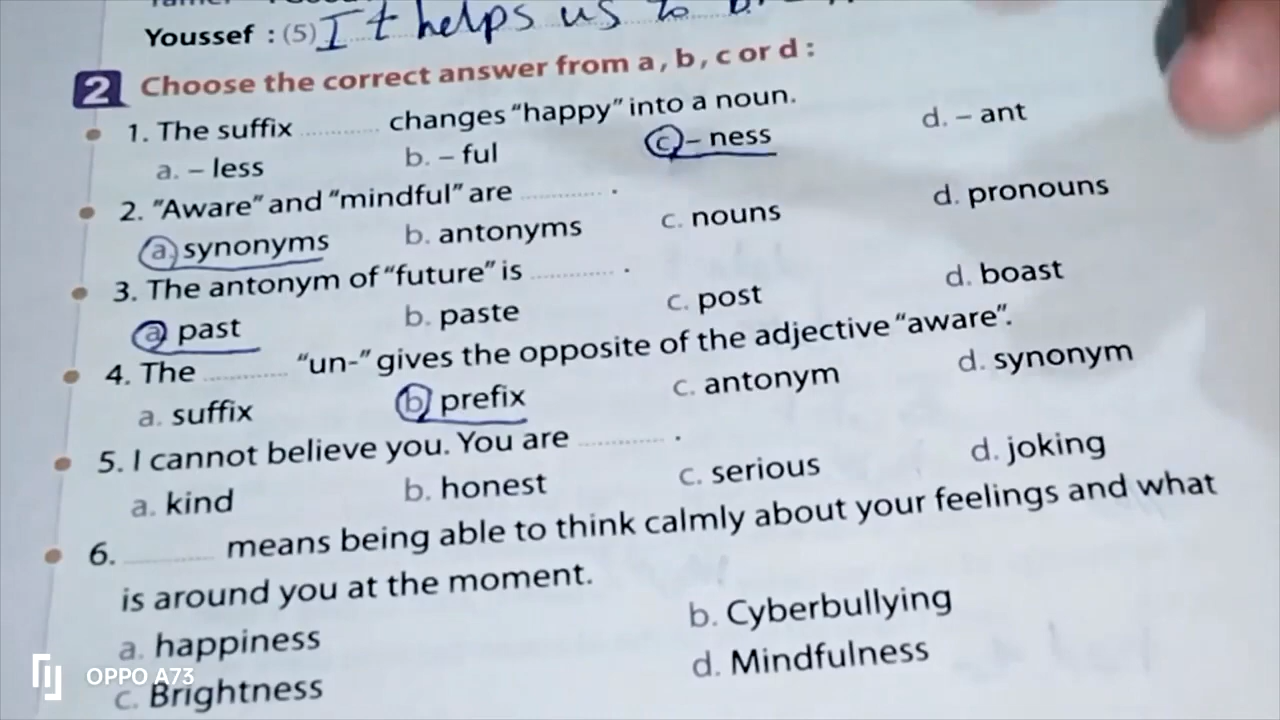 Youssef : (5) It helps us to
2 Choose the correct answer from a, b, c or d :
1. The suffix ............ changes "happy" into a noun.
a. – less b. – ful c. – ness d. – ant
2. "Aware" and "mindful" are ............ .
a. synonyms b. antonyms c. nouns d. pronouns
3. The antonym of "future" is ............ .
a. past b. paste c. post d. boast
4. The ............ "un-" gives the opposite of the adjective "aware".
a. suffix b. prefix c. antonym d. synonym
5. I cannot believe you. You are ............ .
a. kind b. honest c. serious d. joking
6. ............ means being able to think calmly about your feelings and what
is around you at the moment.
a. happiness b. Cyberbullying
c. Brightness d. Mindfulness
OPPO A73